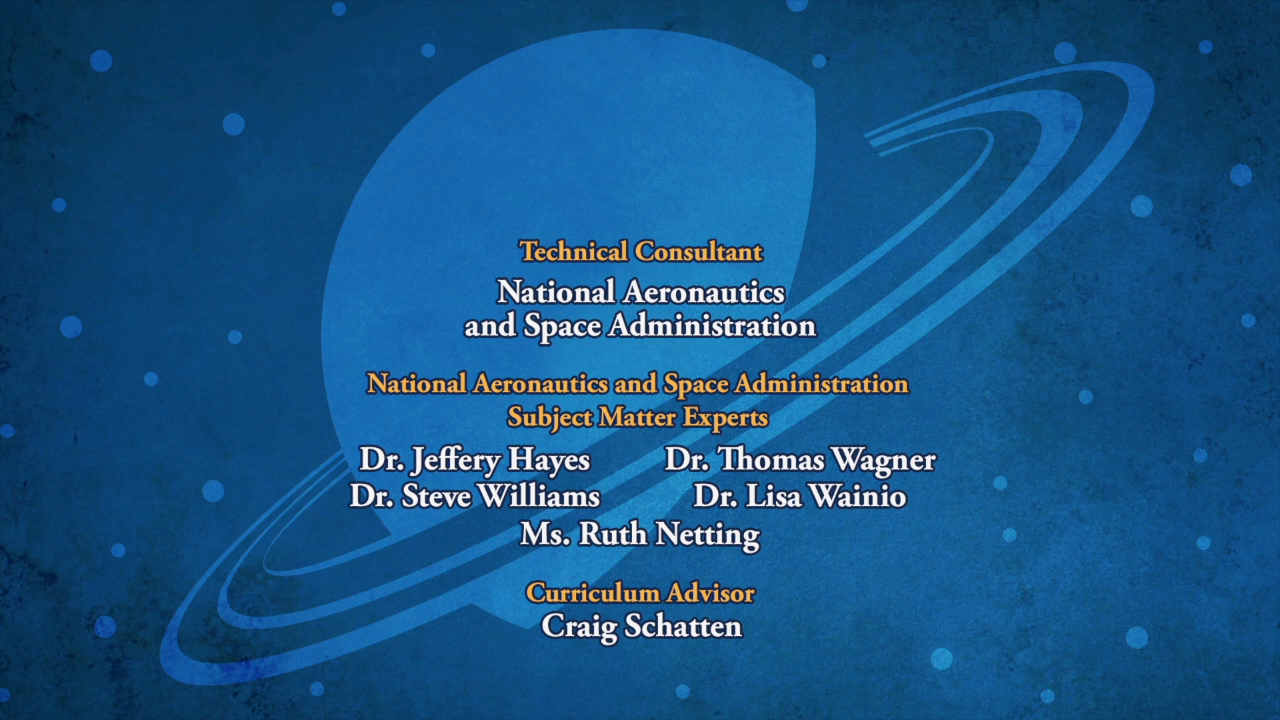 Technical Consultant
National Aeronautics
and Space Administration
National Aeronautics and Space Administration
Subject Matter Experts
Dr. Jeffery Hayes Dr. Thomas Wagner
Dr. Steve Williams Dr. Lisa Wainio
Ms. Ruth Netting
Curriculum Advisor
Craig Schatten